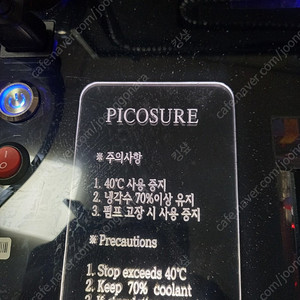 PICOSURE
※ 주의사항
1. 40℃ 사용 중지
2. 냉각수 70%이상 유지
3. 펌프 고장 시 사용 중지
※ Precautions
1. Stop exceeds 40℃
2. Keep 70% coolant